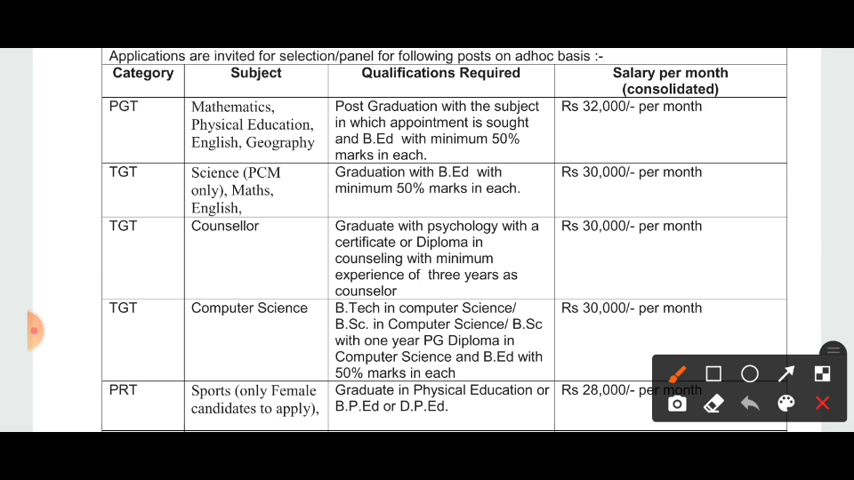 Applications are invited for selection/panel for following posts on adhoc basis :-
Category Subject Qualifications Required Salary per month
(consolidated)
PGT Mathematics, Post Graduation with the subject Rs 32,000/- per month
Physical Education, in which appointment is sought
English, Geography and B.Ed with minimum 50%
marks in each.
TGT Science (PCM Graduation with B.Ed with Rs 30,000/- per month
only), Maths, minimum 50% marks in each.
English,
TGT Counsellor Graduate with psychology with a Rs 30,000/- per month
certificate or Diploma in
counseling with minimum
experience of three years as
counselor
TGT Computer Science B.Tech in computer Science/ Rs 30,000/- per month
B.Sc. in Computer Science/ B.Sc
with one year PG Diploma in
Computer Science and B.Ed with
50% marks in each
PRT Sports (only Female Graduate in Physical Education or Rs 28,000/- per month
candidates to apply), B.P.Ed or D.P.Ed.